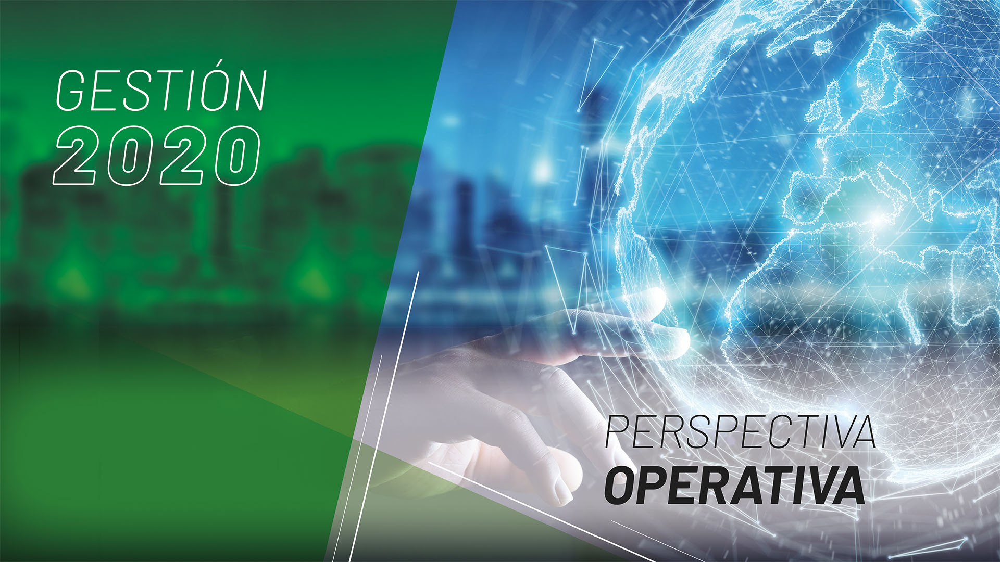 GESTIÓN
2020
PERSPECTIVA
OPERATIVA